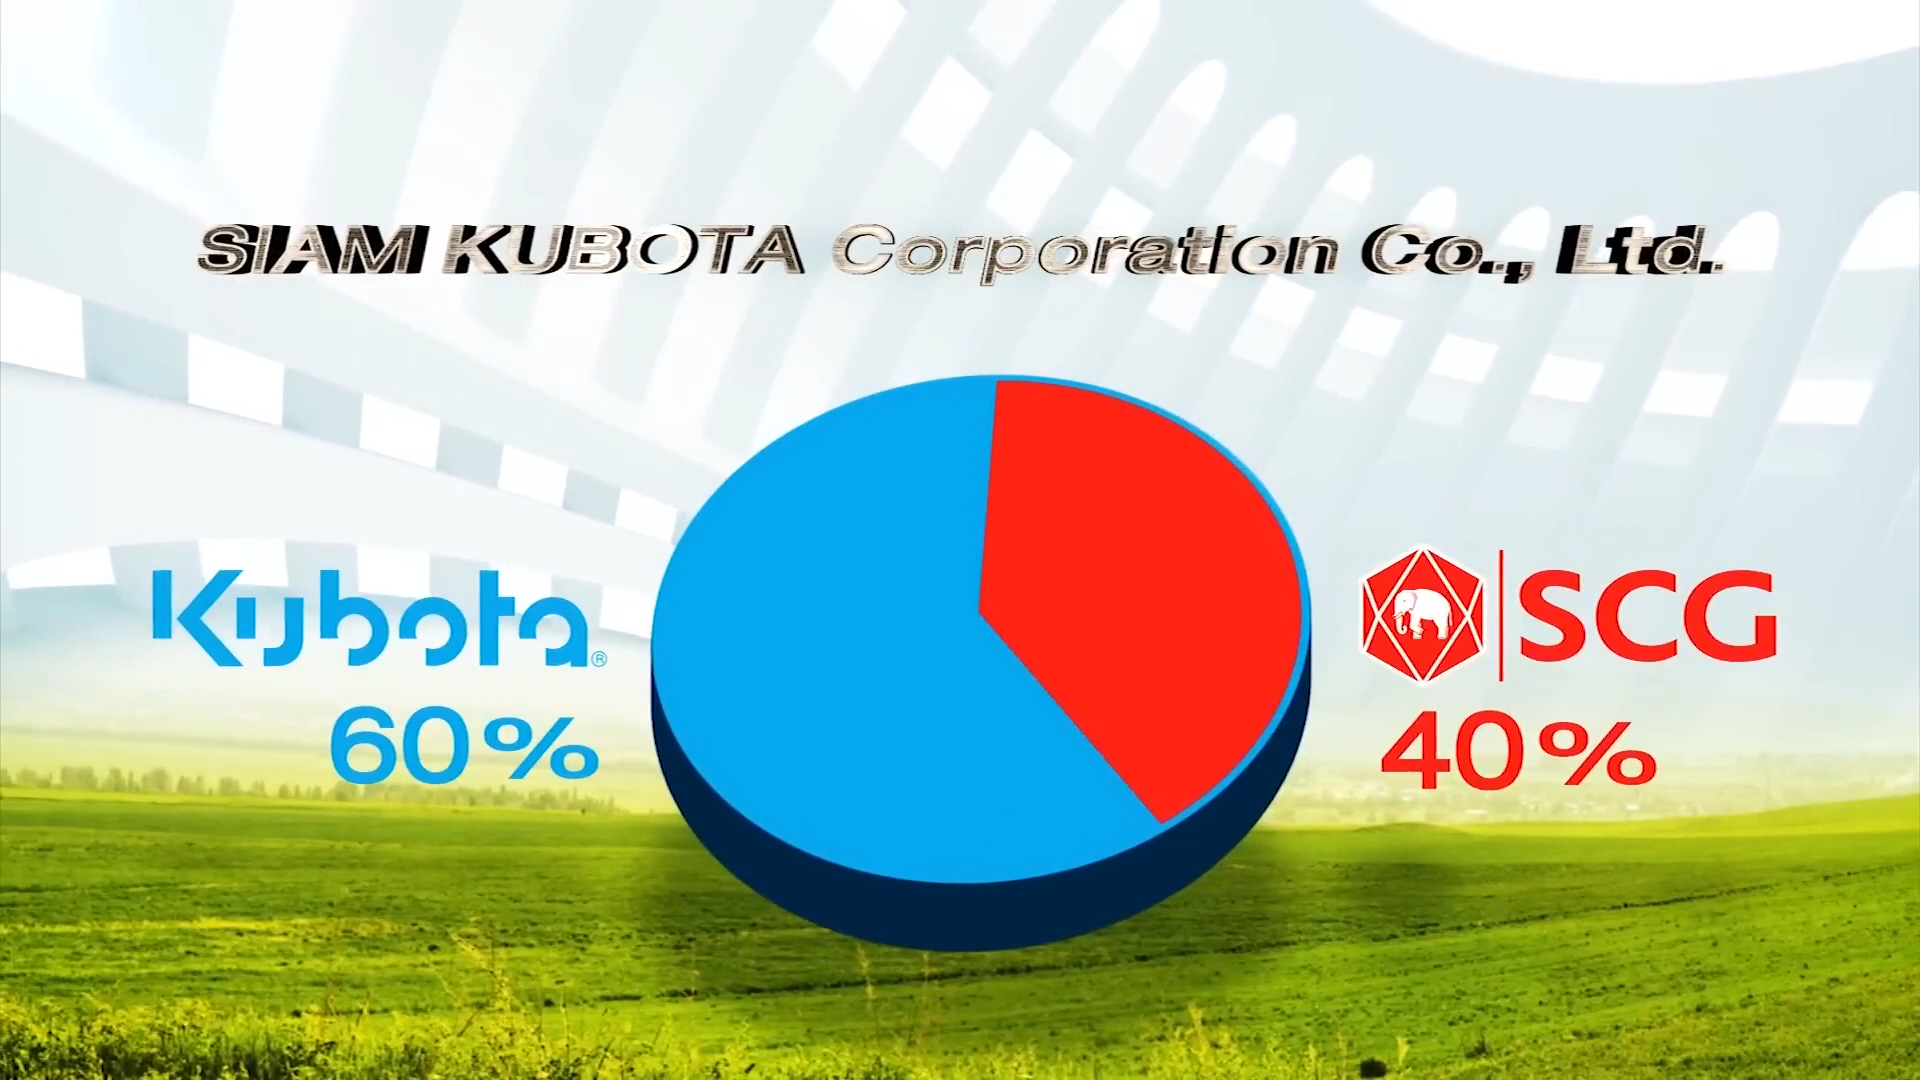 SIAM KUBOTA Corporation Co., Ltd.
Kubota®
60%
SCG
40%